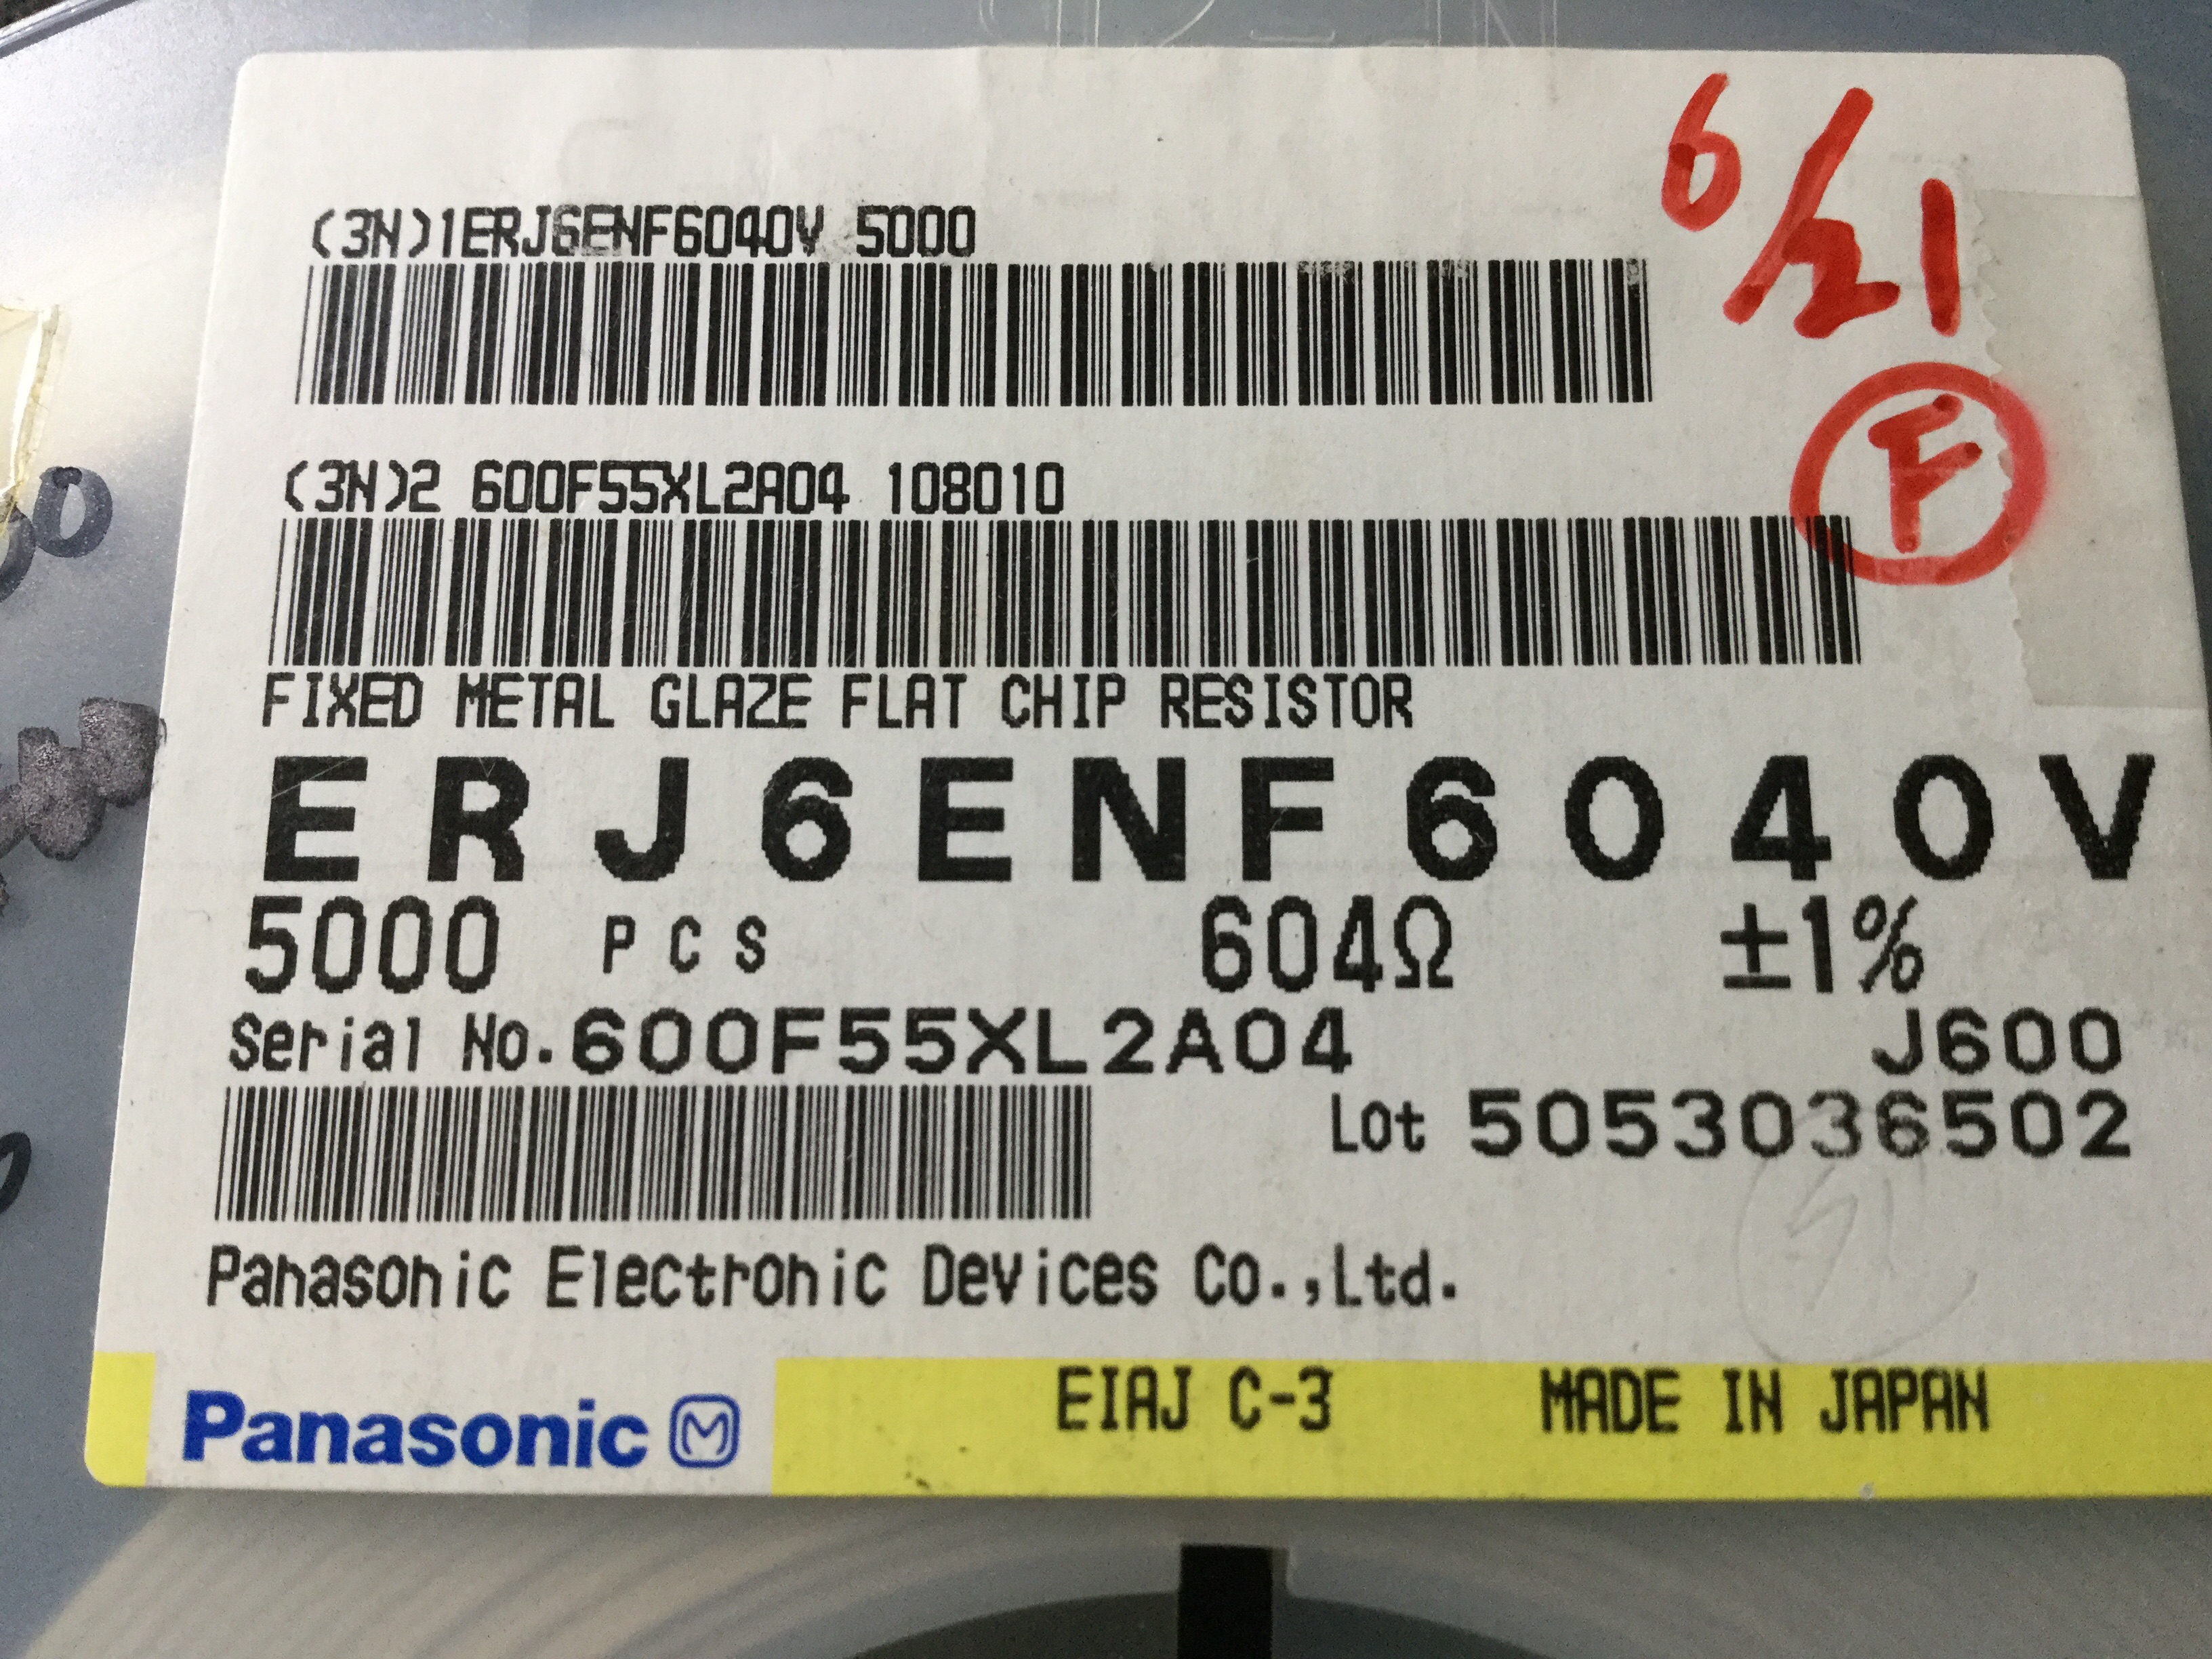 6/21
(3N)1ERJ6ENF6040V 5000
F
(3N)2 600F55XL2A04 108010
FIXED METAL GLAZE FLAT CHIP RESISTOR
ERJ6ENF6040V
5000 PCS 604Ω ±1%
Serial No.600F55XL2A04 J600
Lot 5053036502
Panasonic Electronic Devices Co.,Ltd.
Panasonic M EIAJ C-3 MADE IN JAPAN